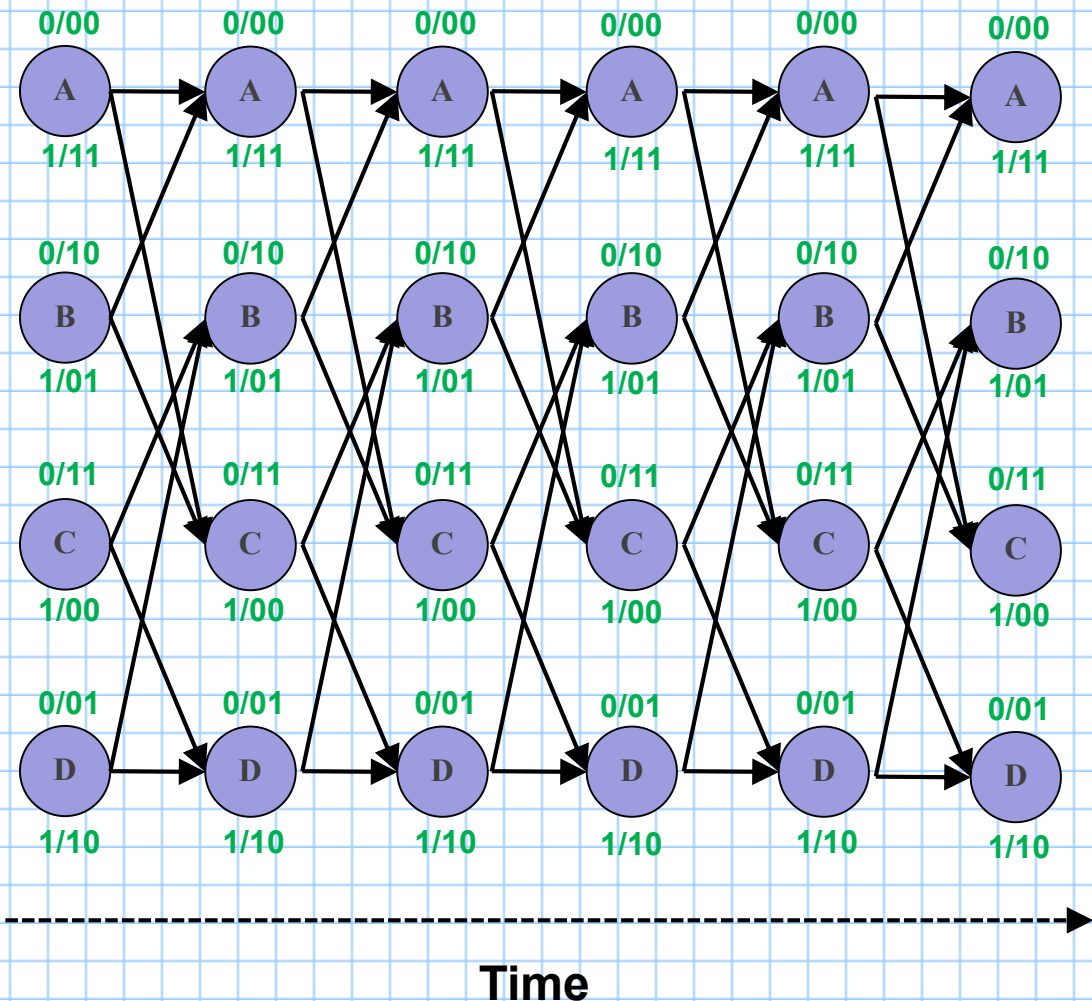 0/00 0/00 0/00 0/00 0/00 0/00
A A A A A A
1/11 1/11 1/11 1/11 1/11 1/11
0/10 0/10 0/10 0/10 0/10 0/10
B B B B B B
1/01 1/01 1/01 1/01 1/01 1/01
0/11 0/11 0/11 0/11 0/11 0/11
C C C C C C
1/00 1/00 1/00 1/00 1/00 1/00
0/01 0/01 0/01 0/01 0/01 0/01
D D D D D D
1/10 1/10 1/10 1/10 1/10 1/10
Time